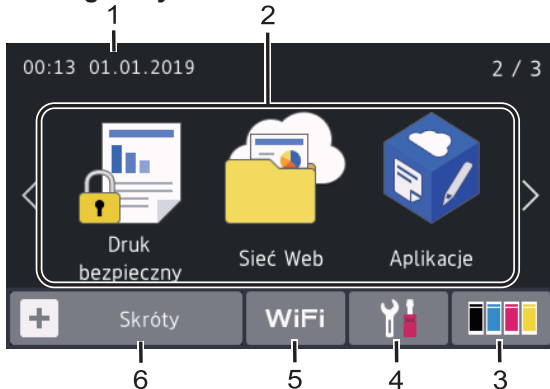 1
2
00:13 01.01.2019
2 / 3
Druk
bezpieczny
Sieć Web
Aplikacje
Skróty
WiFi
6
5
4
3